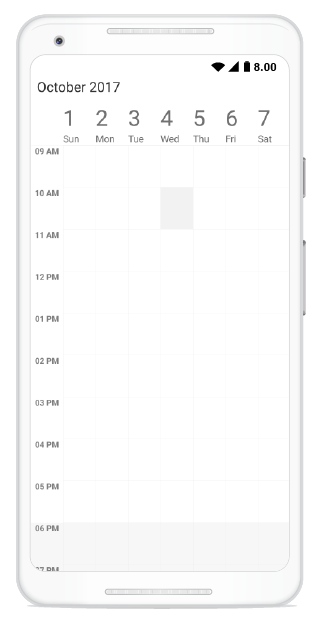 8.00
October 2017
1 2 3 4 5 6 7
Sun Mon Tue Wed Thu Fri Sat
09 AM
10 AM
11 AM
12 PM
01 PM
02 PM
03 PM
04 PM
05 PM
06 PM
07 PM